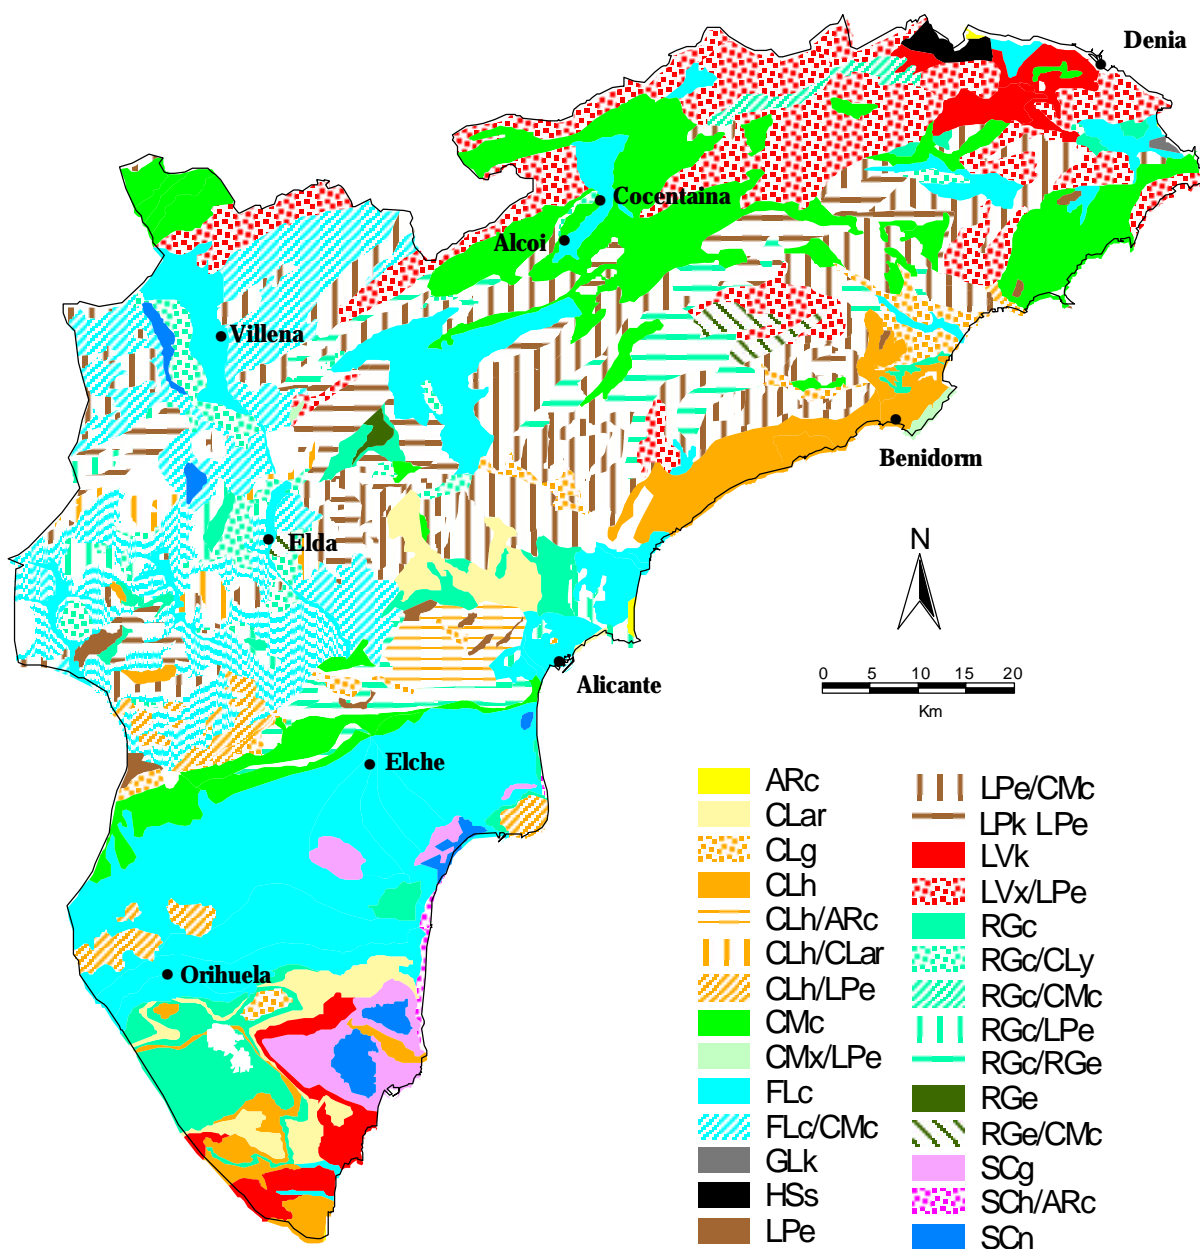 Denia
Cocentaina
Alcoi
Villena
Benidorm
Elda
N
Alicante
0 5 10 15 20
Km
Elche
Orihuela
ARc
CLar
CLg
CLh
CLh/ARc
CLh/CLar
CLh/LPe
CMc
CMx/LPe
FLc
FLc/CMc
GLk
HSs
LPe
LPe/CMc
LPk LPe
LVk
LVx/LPe
RGc
RGc/CLy
RGc/CMc
RGc/LPe
RGc/RGe
RGe
RGe/CMc
SCg
SCh/ARc
SCn